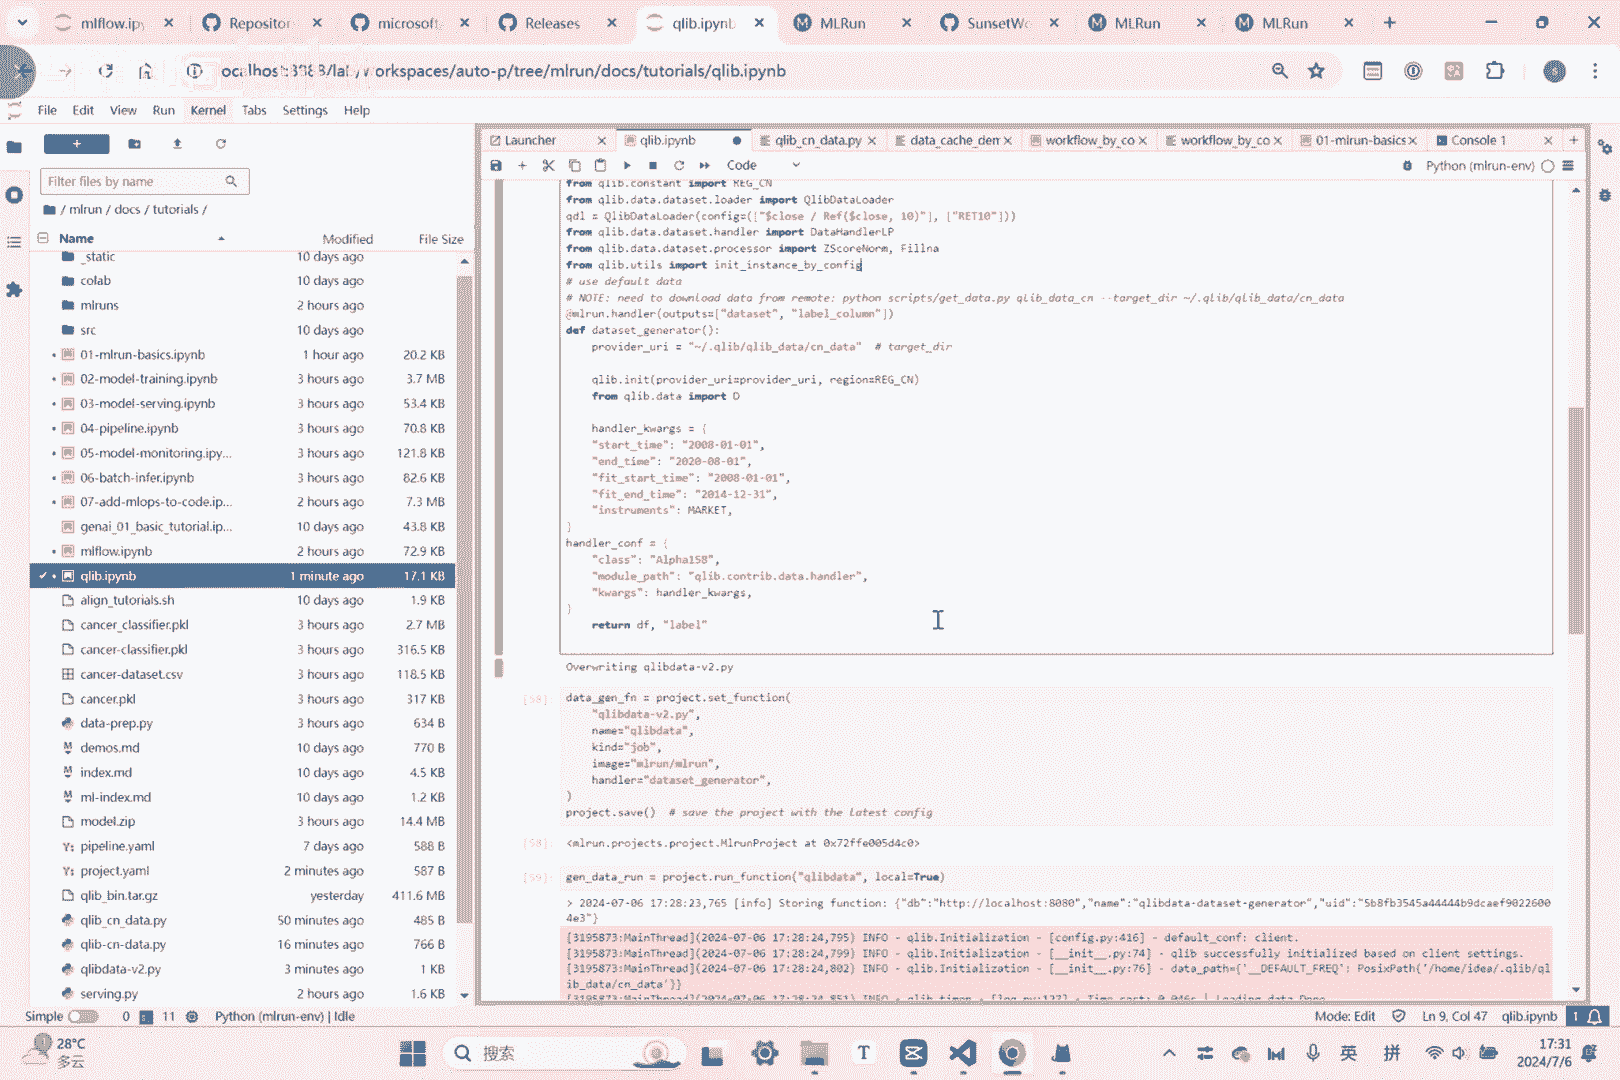 mlflow.ipy
Repositor
microsoft,
Releases
qlib.ipynb
MLRun
SunsetWo
MLRun
MLRun
/tree/mlrun/docs/tutorials/qlib.ipynb
File Edit View Run Kernel Tabs Settings Help
Launcher
qlib.ipynb
qlib_cn_data.py
data_cache_den
workflow_by_co
workflow_by_co
01-mlrun-basics
Console 1
Code
Python (mlrun-env)
Filter files by name
/ mlrun / docs / tutorials /
Name Modified File Size
_static 10 days ago
colab 10 days ago
mlruns 2 hours ago
src 10 days ago
01-mlrun-basics.ipynb 1 hour ago 20.2 KB
02-model-training.ipynb 3 hours ago 3.7 MB
03-model-serving.ipynb 3 hours ago 53.4 KB
04-pipeline.ipynb 3 hours ago 70.8 KB
05-model-monitoring.ipy... 3 hours ago 121.8 KB
06-batch-infer.ipynb 3 hours ago 82.6 KB
07-add-mlops-to-code.ip... 2 hours ago 7.3 MB
genai_01_basic_tutorial.ip... 10 days ago 43.8 KB
mlflow.ipynb 2 hours ago 72.9 KB
qlib.ipynb 1 minute ago 17.1 KB
align_tutorials.sh 10 days ago 1.9 KB
cancer_classifier.pkl 3 hours ago 2.7 MB
cancer-classifier.pkl 3 hours ago 316.5 KB
cancer-dataset.csv 3 hours ago 118.5 KB
cancer.pkl 3 hours ago 317 KB
data-prep.py 3 hours ago 634 B
demos.md 10 days ago 770 B
index.md 10 days ago 4.5 KB
ml-index.md 10 days ago 1.2 KB
model.zip 3 hours ago 14.4 MB
pipeline.yaml 7 days ago 588 B
project.yaml 2 minutes ago 587 B
qlib_bin.tar.gz yesterday 411.6 MB
qlib_cn_data.py 50 minutes ago 485 B
qlib-cn-data.py 16 minutes ago 766 B
qlibdata-v2.py 3 minutes ago 1 KB
serving.py 2 hours ago 1.6 KB
from qlib.constant import REG_CN
from qlib.data.dataset.loader import QlibDataLoader
qdl = QlibDataLoader(config=(["$close / Ref($close, 10)"], ["RET10"]))
from qlib.data.dataset.handler import DataHandlerLP
from qlib.data.dataset.processor import ZScoreNorm, Fillna
from qlib.utils import init_instance_by_config
# use default data
# NOTE: need to download data from remote: python scripts/get_data.py qlib_data_cn --target_dir ~/.qlib/qlib_data/cn_data
@mlrun.handler(outputs=["dataset", "label_column"])
def dataset_generator():
provider_uri = "~/.qlib/qlib_data/cn_data" # target_dir
qlib.init(provider_uri=provider_uri, region=REG_CN)
from qlib.data import D
handler_kwargs = {
"start_time": "2008-01-01",
"end_time": "2020-08-01",
"fit_start_time": "2008-01-01",
"fit_end_time": "2014-12-31",
"instruments": MARKET,
}
handler_conf = {
"class": "Alpha158",
"module_path": "qlib.contrib.data.handler",
"kwargs": handler_kwargs,
}
return df, "label"
Overwriting qlibdata-v2.py
[58]: data_gen_fn = project.set_function(
"qlibdata-v2.py",
name="qlibdata",
kind="job",
image="mlrun/mlrun",
handler="dataset_generator",
)
project.save() # save the project with the latest config
[58]: <mlrun.projects.project.MlrunProject at 0x72ffe005d4c0>
[59]: gen_data_run = project.run_function("qlibdata", local=True)
> 2024-07-06 17:28:23,765 [info] Storing function: {"db":"http://localhost:8080","name":"qlibdata-dataset-generator","uid":"5b8fb3545a44444b9dcaef9022600
4e3"}
[3195873:MainThread](2024-07-06 17:28:24,795) INFO - qlib.Initialization - [config.py:416] - default_conf: client.
[3195873:MainThread](2024-07-06 17:28:24,799) INFO - qlib.Initialization - [__init__.py:74] - qlib successfully initialized based on client settings.
[3195873:MainThread](2024-07-06 17:28:24,802) INFO - qlib.Initialization - [__init__.py:76] - data_path={'__DEFAULT_FREQ': PosixPath('/home/idea/.qlib/ql
ib_data/cn_data')}
Simple 0 11 Python (mlrun-env) | Idle
Mode: Edit Ln 9, Col 47 qlib.ipynb 1
28°C
多云
搜索
英
拼
17:31
2024/7/6